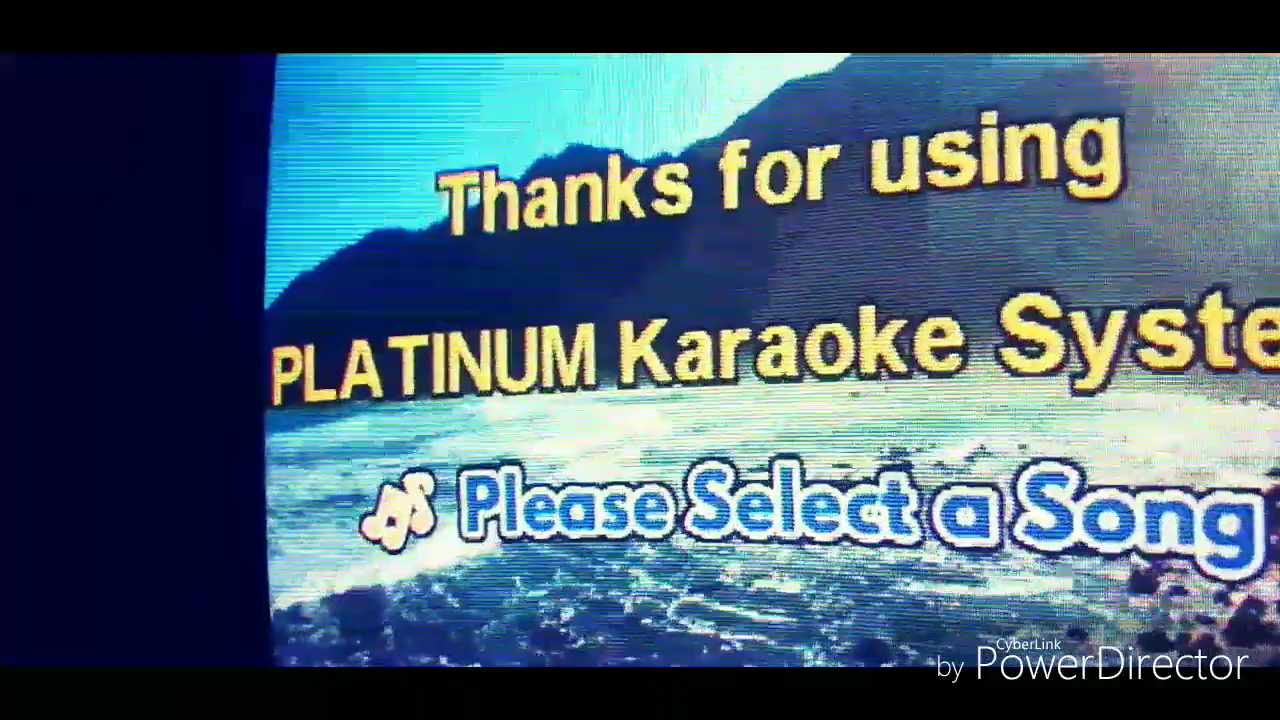 Thanks for using
PLATINUM Karaoke Syste
Please Select a Song
CyberLink
by PowerDirector